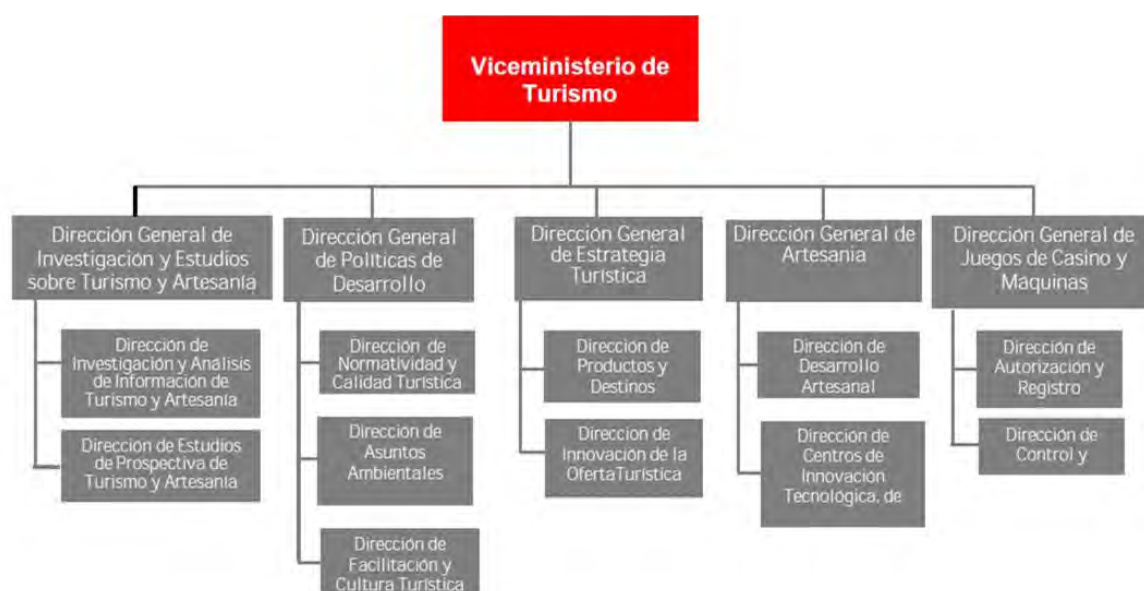 Viceministerio de
Turismo
Dirección General de
Investigación y Estudios
sobre Turismo y Artesanía
Dirección de
Investigación y Análisis
de Información de
Turismo y Artesanía
Dirección de Estudios
de Prospectiva de
Turismo y Artesanía
Dirección General
de Políticas de
Desarrollo
Dirección de
Normatividad y
Calidad Turística
Dirección de
Asuntos
Ambientales
Dirección de
Facilitación y
Cultura Turística
Dirección General
de Estrategia
Turística
Dirección de
Productos y
Destinos
Direccion de
Innovación de la
OfertaTurística
Dirección General de
Artesania
Dirección de
Desarrollo
Artesanal
Dirección de
Centros de
Innovación
Tecnológica, de
Dirección General de
Juegos de Casino y
Maquinas
Dirección de
Autorización y
Registro
Dirección de
Control y